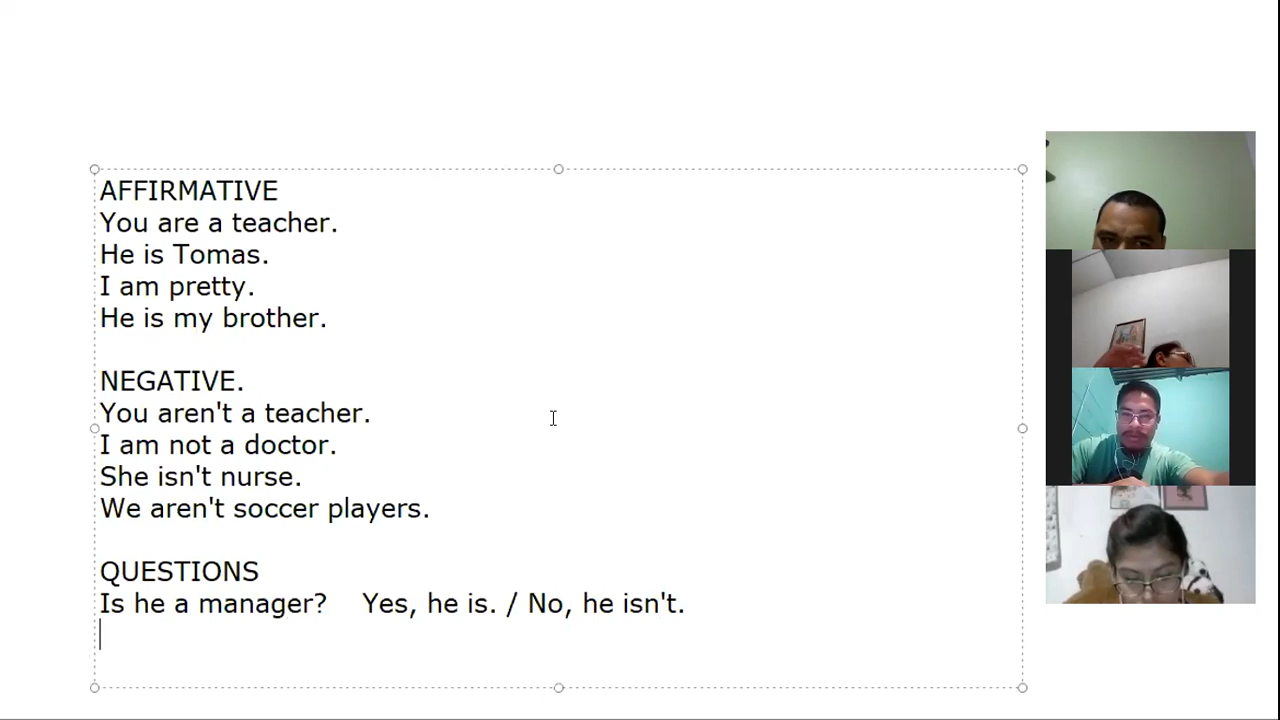 AFFIRMATIVE
You are a teacher.
He is Tomas.
I am pretty.
He is my brother.
NEGATIVE.
You aren't a teacher.
I am not a doctor.
She isn't nurse.
We aren't soccer players.
QUESTIONS
Is he a manager? Yes, he is. / No, he isn't.